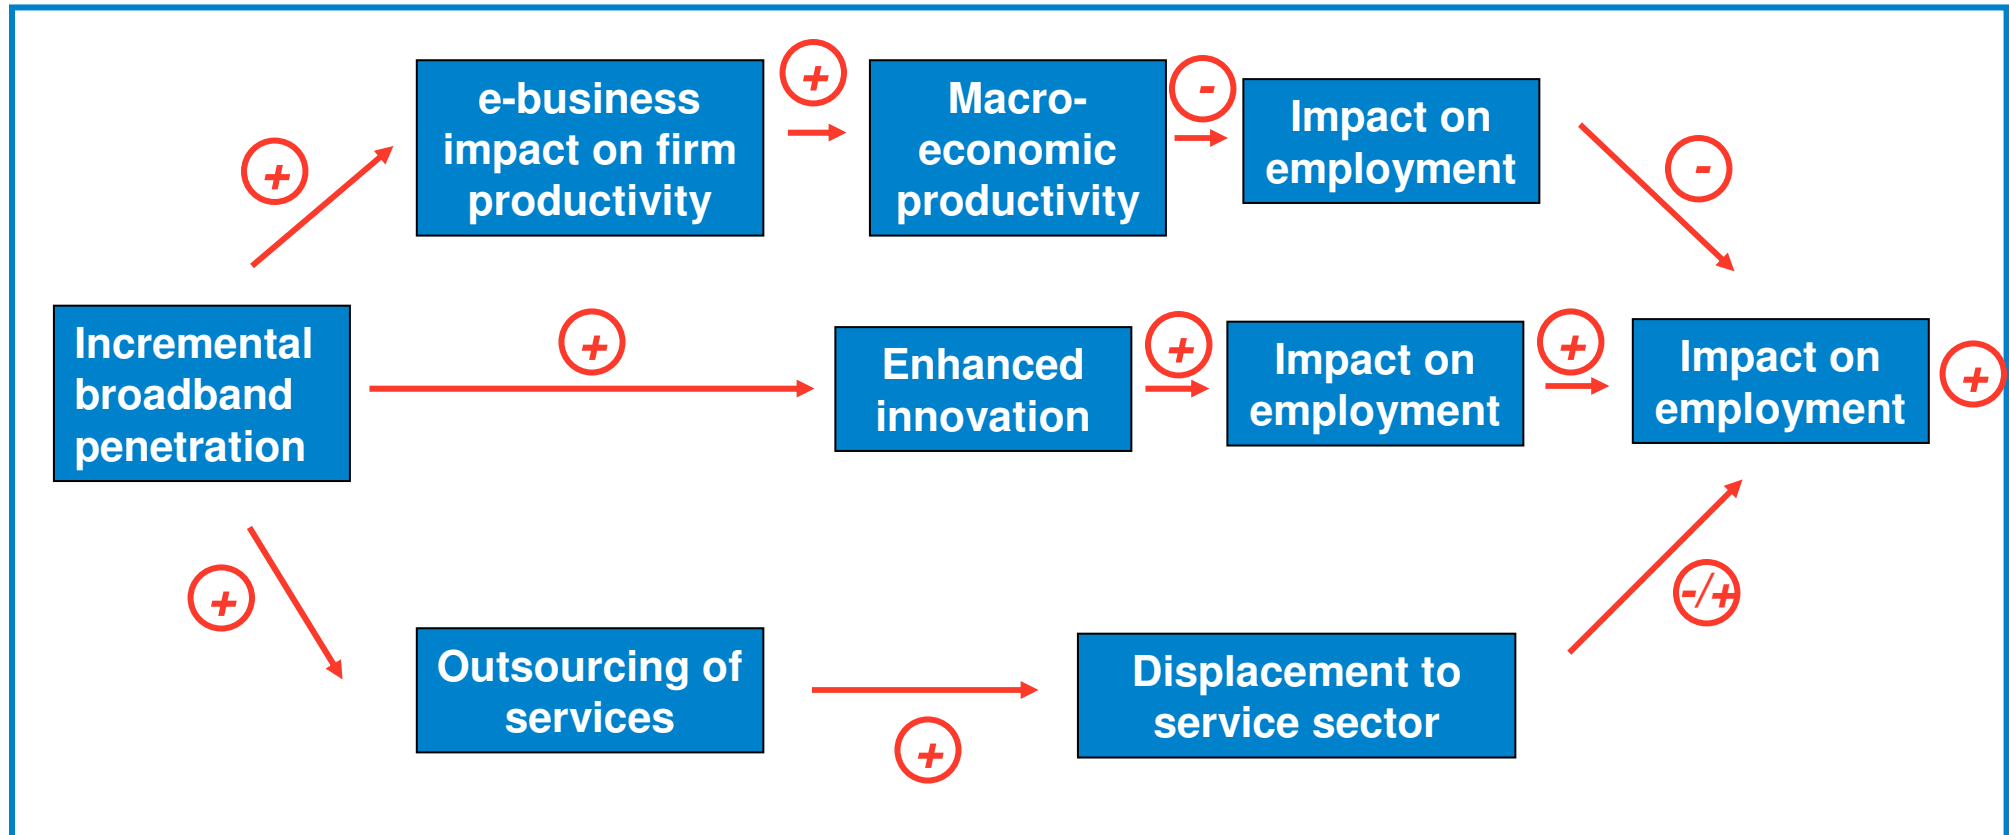 e-business
impact on firm
productivity
+
Macro-
economic
productivity
-
Impact on
employment
+
-
Incremental
broadband
penetration
+
Enhanced
innovation
+
Impact on
employment
+
Impact on
employment
+
+
Outsourcing of
services
+
Displacement to
service sector
-/+